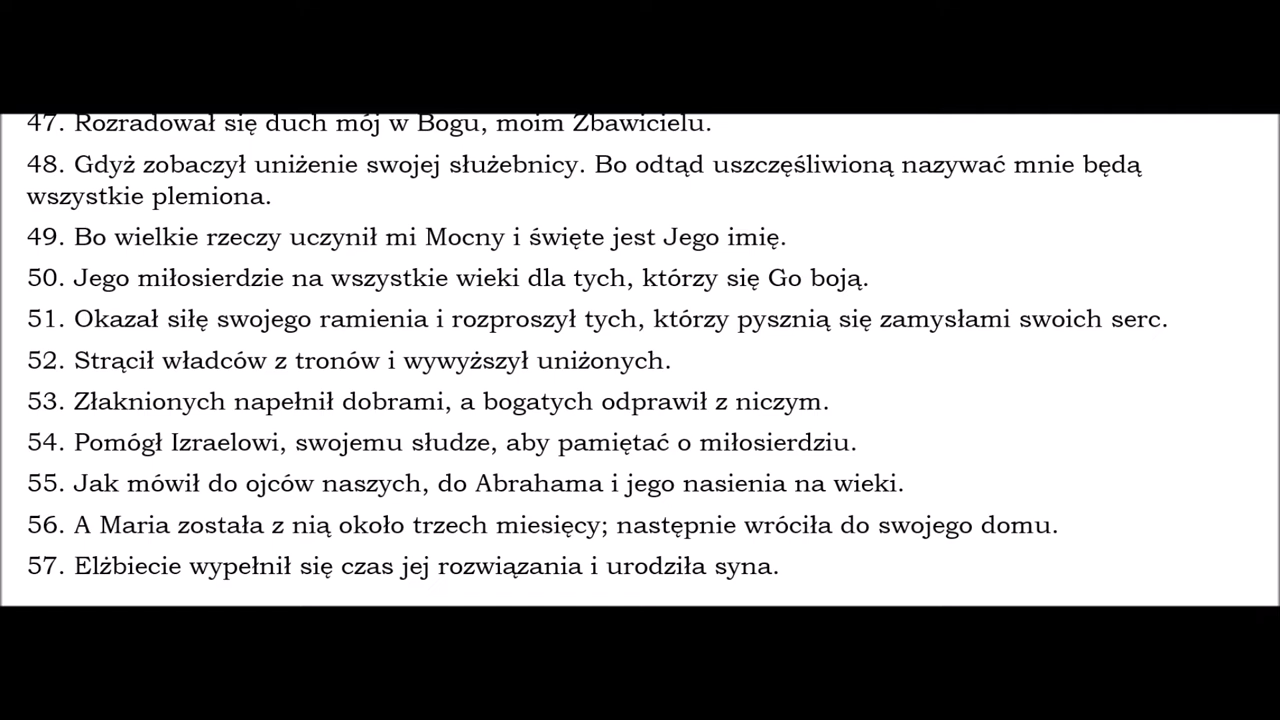 47. Rozradował się duch mój w Bogu, moim Zbawicielu.
48. Gdyż zobaczył uniżenie swojej służebnicy. Bo odtąd uszczęśliwioną nazywać mnie będą
wszystkie plemiona.
49. Bo wielkie rzeczy uczynił mi Mocny i święte jest Jego imię.
50. Jego miłosierdzie na wszystkie wieki dla tych, którzy się Go boją.
51. Okazał siłę swojego ramienia i rozproszył tych, którzy pysznią się zamysłami swoich serc.
52. Strącił władców z tronów i wywyższył uniżonych.
53. Złaknionych napełnił dobrami, a bogatych odprawił z niczym.
54. Pomógł Izraelowi, swojemu słudze, aby pamiętać o miłosierdziu.
55. Jak mówił do ojców naszych, do Abrahama i jego nasienia na wieki.
56. A Maria została z nią około trzech miesięcy; następnie wróciła do swojego domu.
57. Elżbiecie wypełnił się czas jej rozwiązania i urodziła syna.